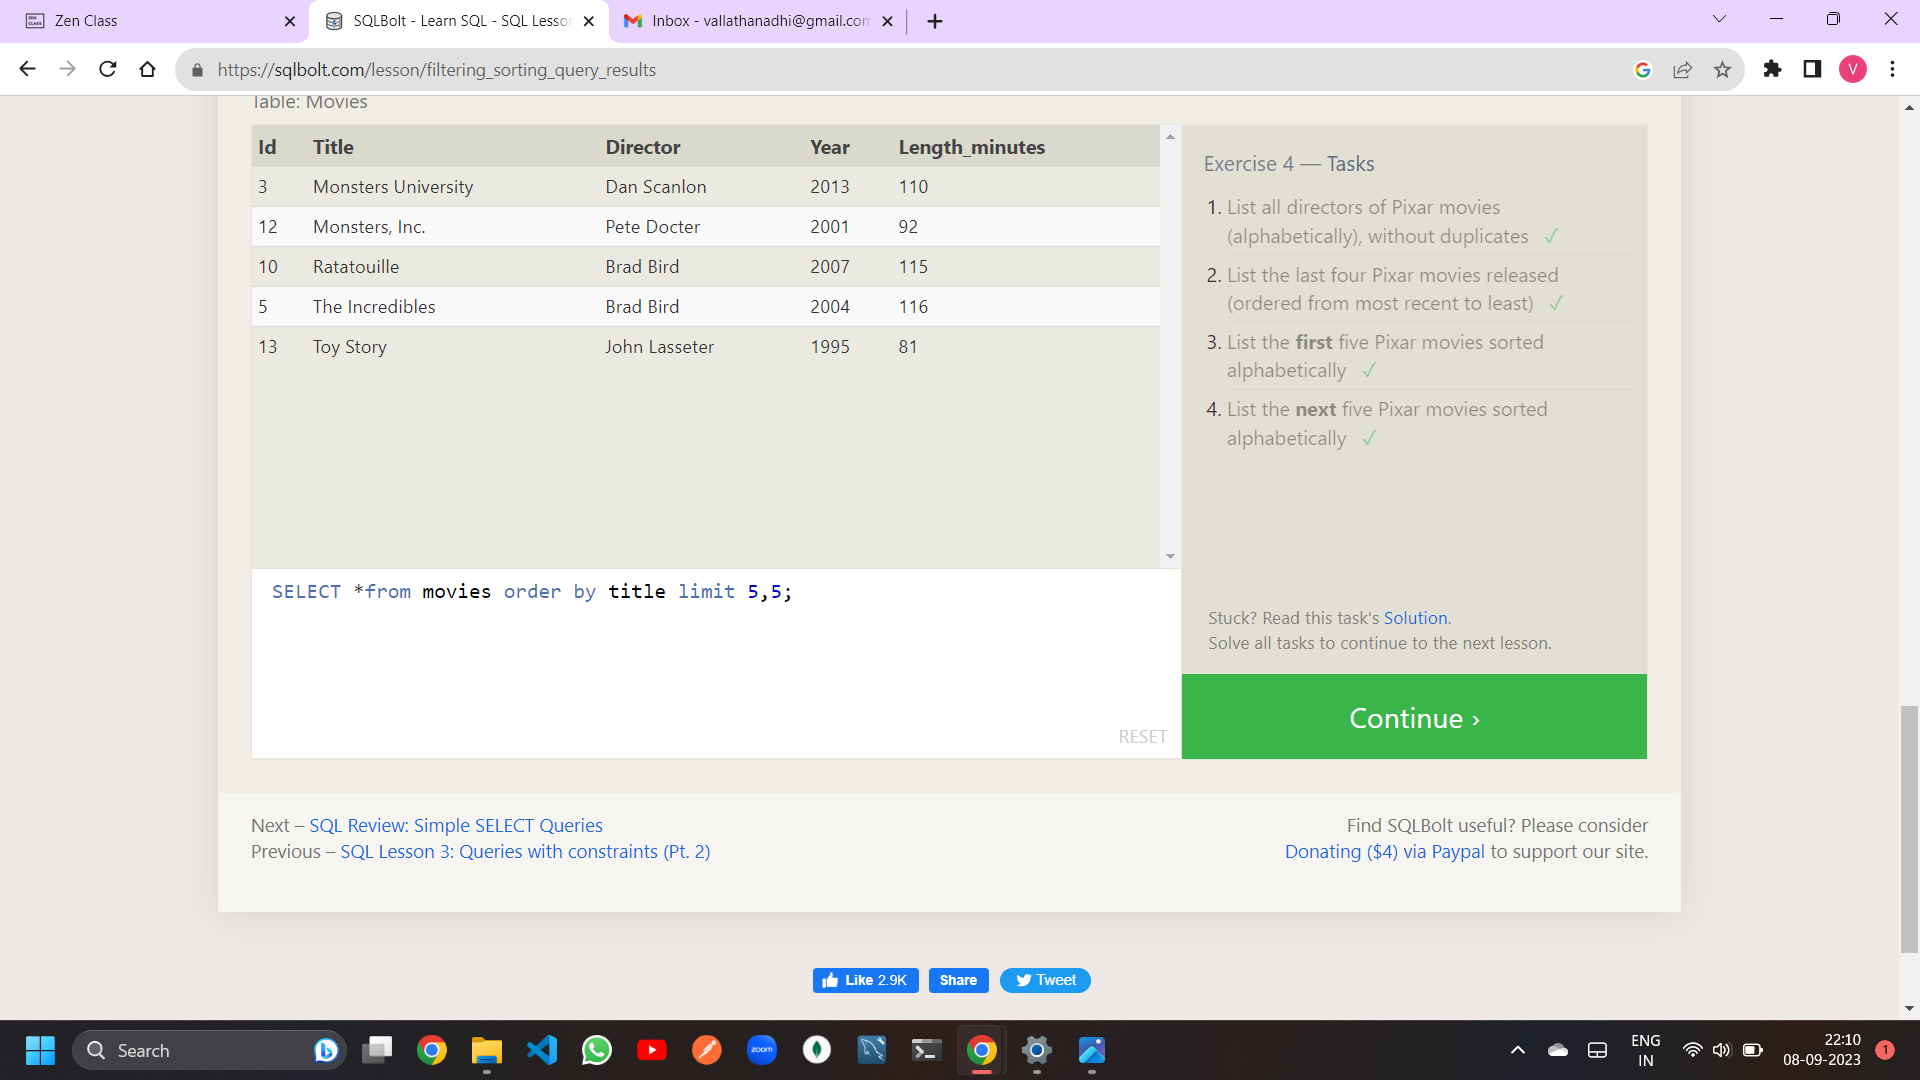 Zen Class
SQLBolt - Learn SQL - SQL Lesson
Inbox - vallathanadhi@gmail.com
https://sqlbolt.com/lesson/filtering_sorting_query_results
V
Table: Movies
Id Title Director Year Length_minutes
3 Monsters University Dan Scanlon 2013 110
12 Monsters, Inc. Pete Docter 2001 92
10 Ratatouille Brad Bird 2007 115
5 The Incredibles Brad Bird 2004 116
13 Toy Story John Lasseter 1995 81
SELECT *from movies order by title limit 5,5;
RESET
Exercise 4 — Tasks
1. List all directors of Pixar movies
(alphabetically), without duplicates ✓
2. List the last four Pixar movies released
(ordered from most recent to least) ✓
3. List the first five Pixar movies sorted
alphabetically ✓
4. List the next five Pixar movies sorted
alphabetically ✓
Stuck? Read this task's Solution.
Solve all tasks to continue to the next lesson.
Continue ›
Next – SQL Review: Simple SELECT Queries
Previous – SQL Lesson 3: Queries with constraints (Pt. 2)
Find SQLBolt useful? Please consider
Donating ($4) via Paypal to support our site.
Like 2.9K
Share
Tweet
Search
zoom
ENG
IN
22:10
08-09-2023
1